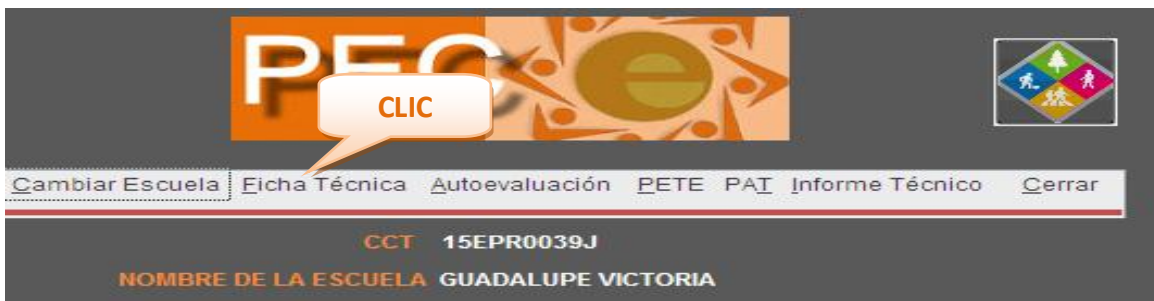 PEC e
CLIC
Cambiar Escuela Ficha Técnica Autoevaluación PETE PAT Informe Técnico Cerrar
CCT 15EPR0039J
NOMBRE DE LA ESCUELA GUADALUPE VICTORIA